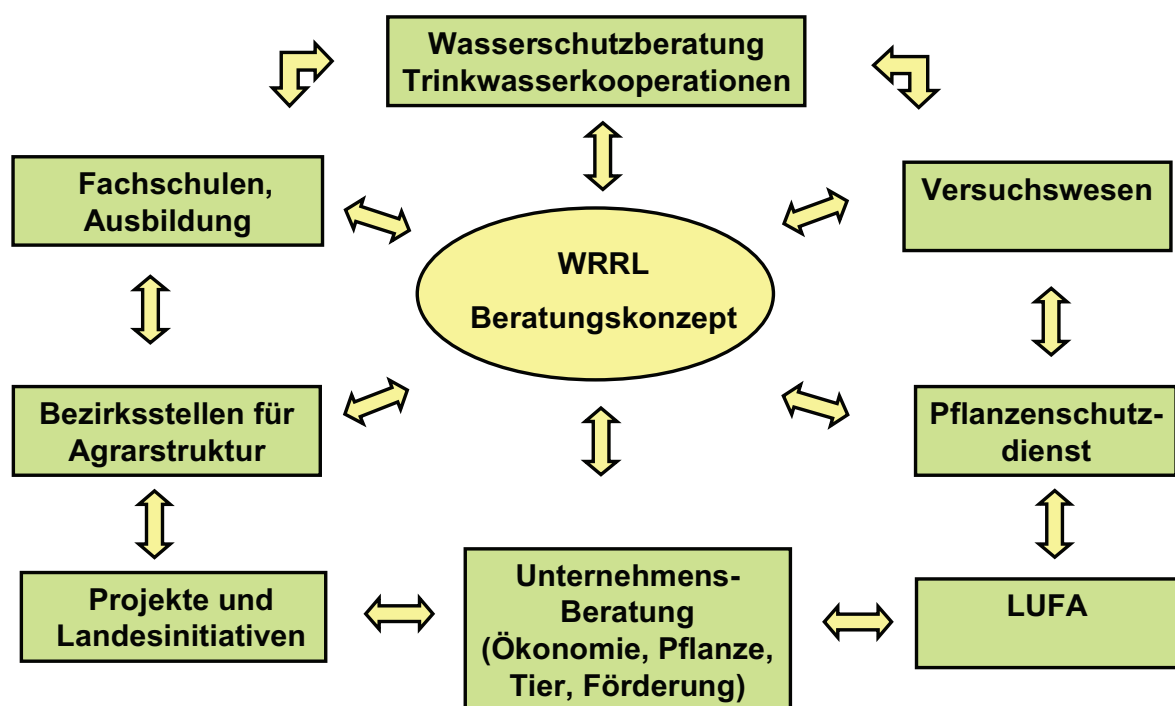 Wasserschutzberatung
Trinkwasserkooperationen
Fachschulen,
Ausbildung
Versuchswesen
WRRL
Beratungskonzept
Bezirksstellen für
Agrarstruktur
Pflanzenschutz-
dienst
Projekte und
Landesinitiativen
Unternehmens-
Beratung
(Ökonomie, Pflanze,
Tier, Förderung)
LUFA